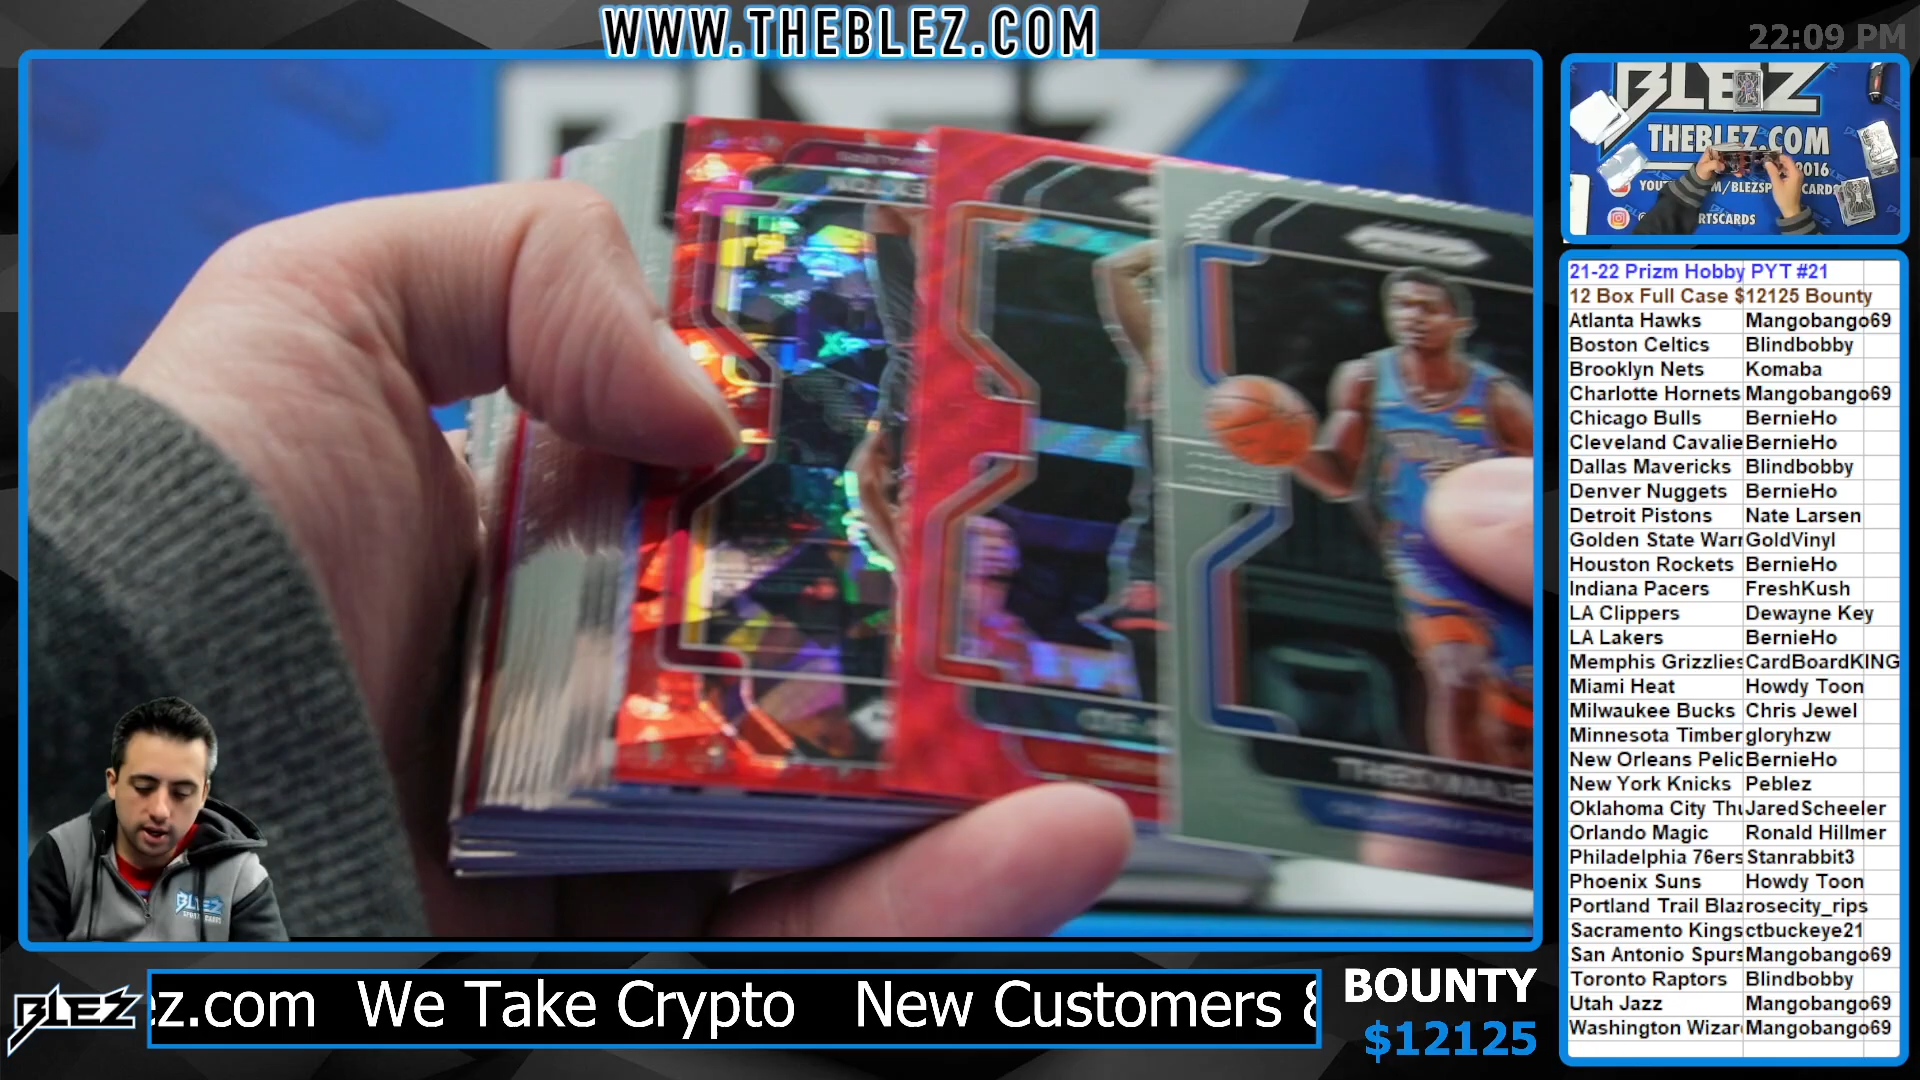 WWW.THEBLEZ.COM
22:09 PM
BLEZ
THEBLEZ.COM
2016
21-22 Prizm Hobby PYT #21
12 Box Full Case $12125 Bounty
Atlanta Hawks Mangobango69
Boston Celtics Blindbobby
Brooklyn Nets Komaba
Charlotte Hornets Mangobango69
Chicago Bulls BernieHo
Cleveland Cavalie BernieHo
Dallas Mavericks Blindbobby
Denver Nuggets BernieHo
Detroit Pistons Nate Larsen
Golden State Warr GoldVinyl
Houston Rockets BernieHo
Indiana Pacers FreshKush
LA Clippers Dewayne Key
LA Lakers BernieHo
Memphis Grizzlies CardBoardKING
Miami Heat Howdy Toon
Milwaukee Bucks Chris Jewel
Minnesota Timber gloryhzw
New Orleans Pelic BernieHo
New York Knicks Peblez
Oklahoma City Thu JaredScheeler
Orlando Magic Ronald Hillmer
Philadelphia 76ers Stanrabbit3
Phoenix Suns Howdy Toon
Portland Trail Blaz rosecity_rips
Sacramento Kings ctbuckeye21
San Antonio Spurs Mangobango69
Toronto Raptors Blindbobby
Utah Jazz Mangobango69
Washington Wizar Mangobango69
BLEZ
BLEZ
ez.com We Take Crypto New Customers &
BOUNTY
$12125